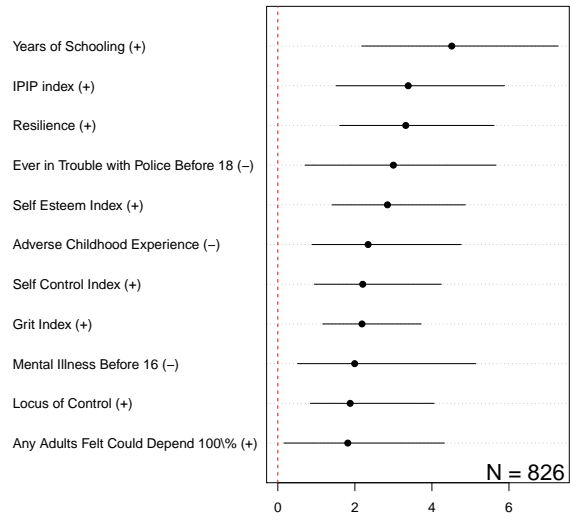 Years of Schooling (+)
IPIP index (+)
Resilience (+)
Ever in Trouble with Police Before 18 (−)
Self Esteem Index (+)
Adverse Childhood Experience (−)
Self Control Index (+)
Grit Index (+)
Mental Illness Before 16 (−)
Locus of Control (+)
Any Adults Felt Could Depend 100\% (+)
N = 826
0 2 4 6